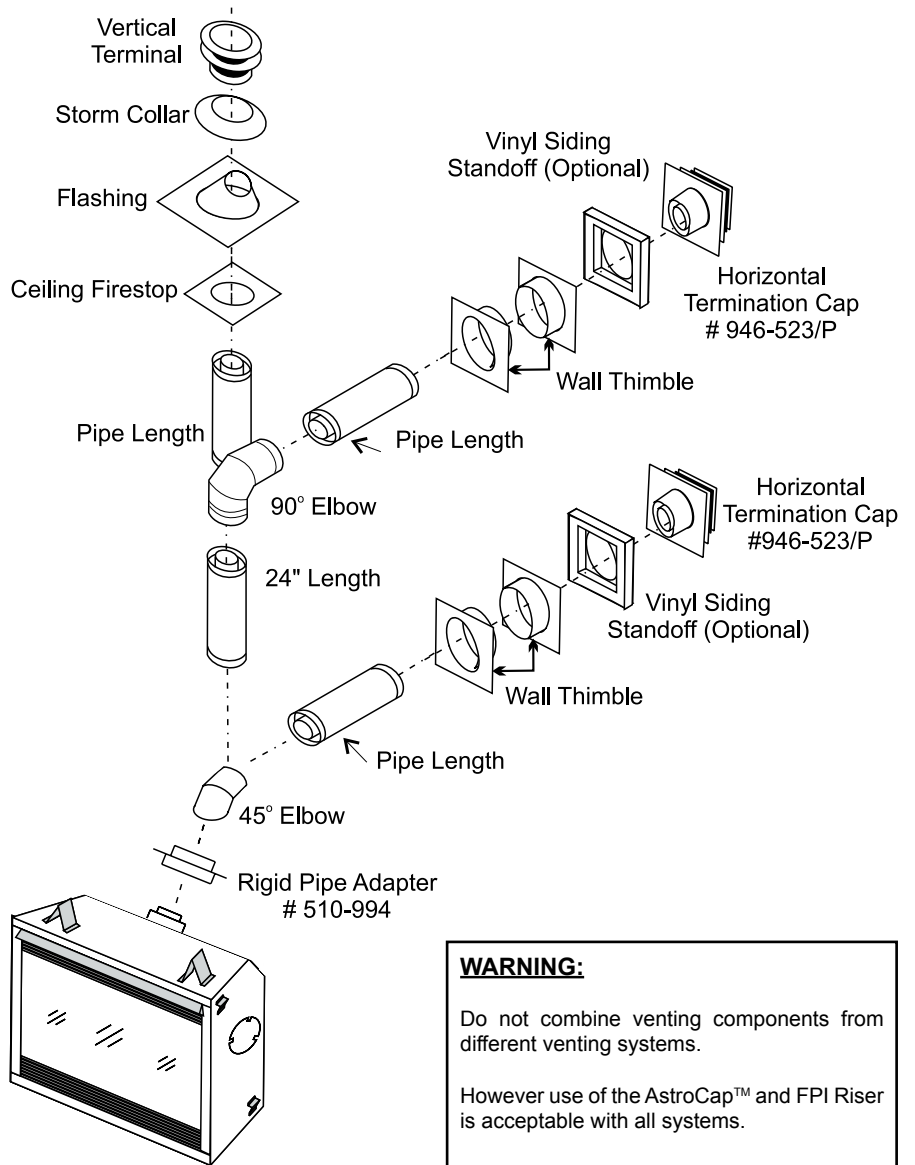 Vertical
Terminal
Storm Collar
Flashing
Ceiling Firestop
Pipe Length
90° Elbow
24" Length
Vinyl Siding
Standoff (Optional)
Horizontal
Termination Cap
# 946-523/P
Wall Thimble
Pipe Length
Horizontal
Termination Cap
#946-523/P
Vinyl Siding
Standoff (Optional)
Wall Thimble
Pipe Length
45° Elbow
Rigid Pipe Adapter
# 510-994
WARNING:
Do not combine venting components from
different venting systems.
However use of the AstroCap™ and FPI Riser
is acceptable with all systems.